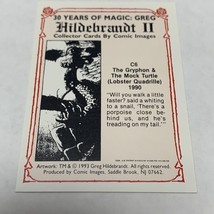 30 YEARS OF MAGIC: GREG
Hildebrandt II
Collector Cards By Comic Images
C6
The Gryphon &
The Mock Turtle
(Lobster Quadrille)
1990
"Will you walk a little
faster? said a whiting to
a snail, 'There's a
porpoise close behind
us, and he's treading on
my tail.'"
Artwork: TM & © 1993 Greg Hildebrandt. All rights reserved.
Produced by Comic Images, Saddle Brook, NJ 07662.